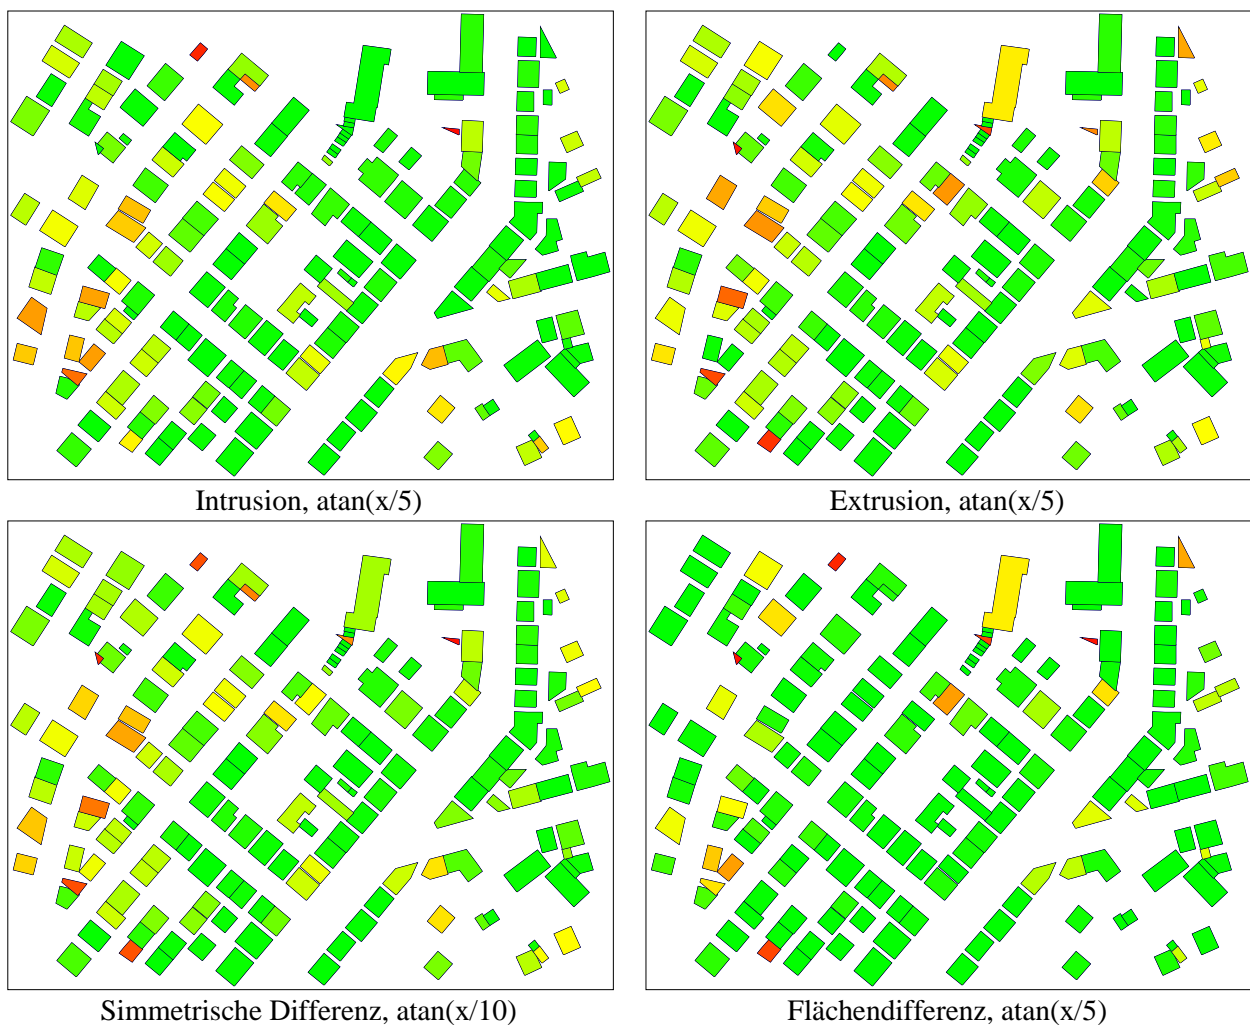 Intrusion, atan(x/5)
Extrusion, atan(x/5)
Simmetrische Differenz, atan(x/10)
Flächendifferenz, atan(x/5)